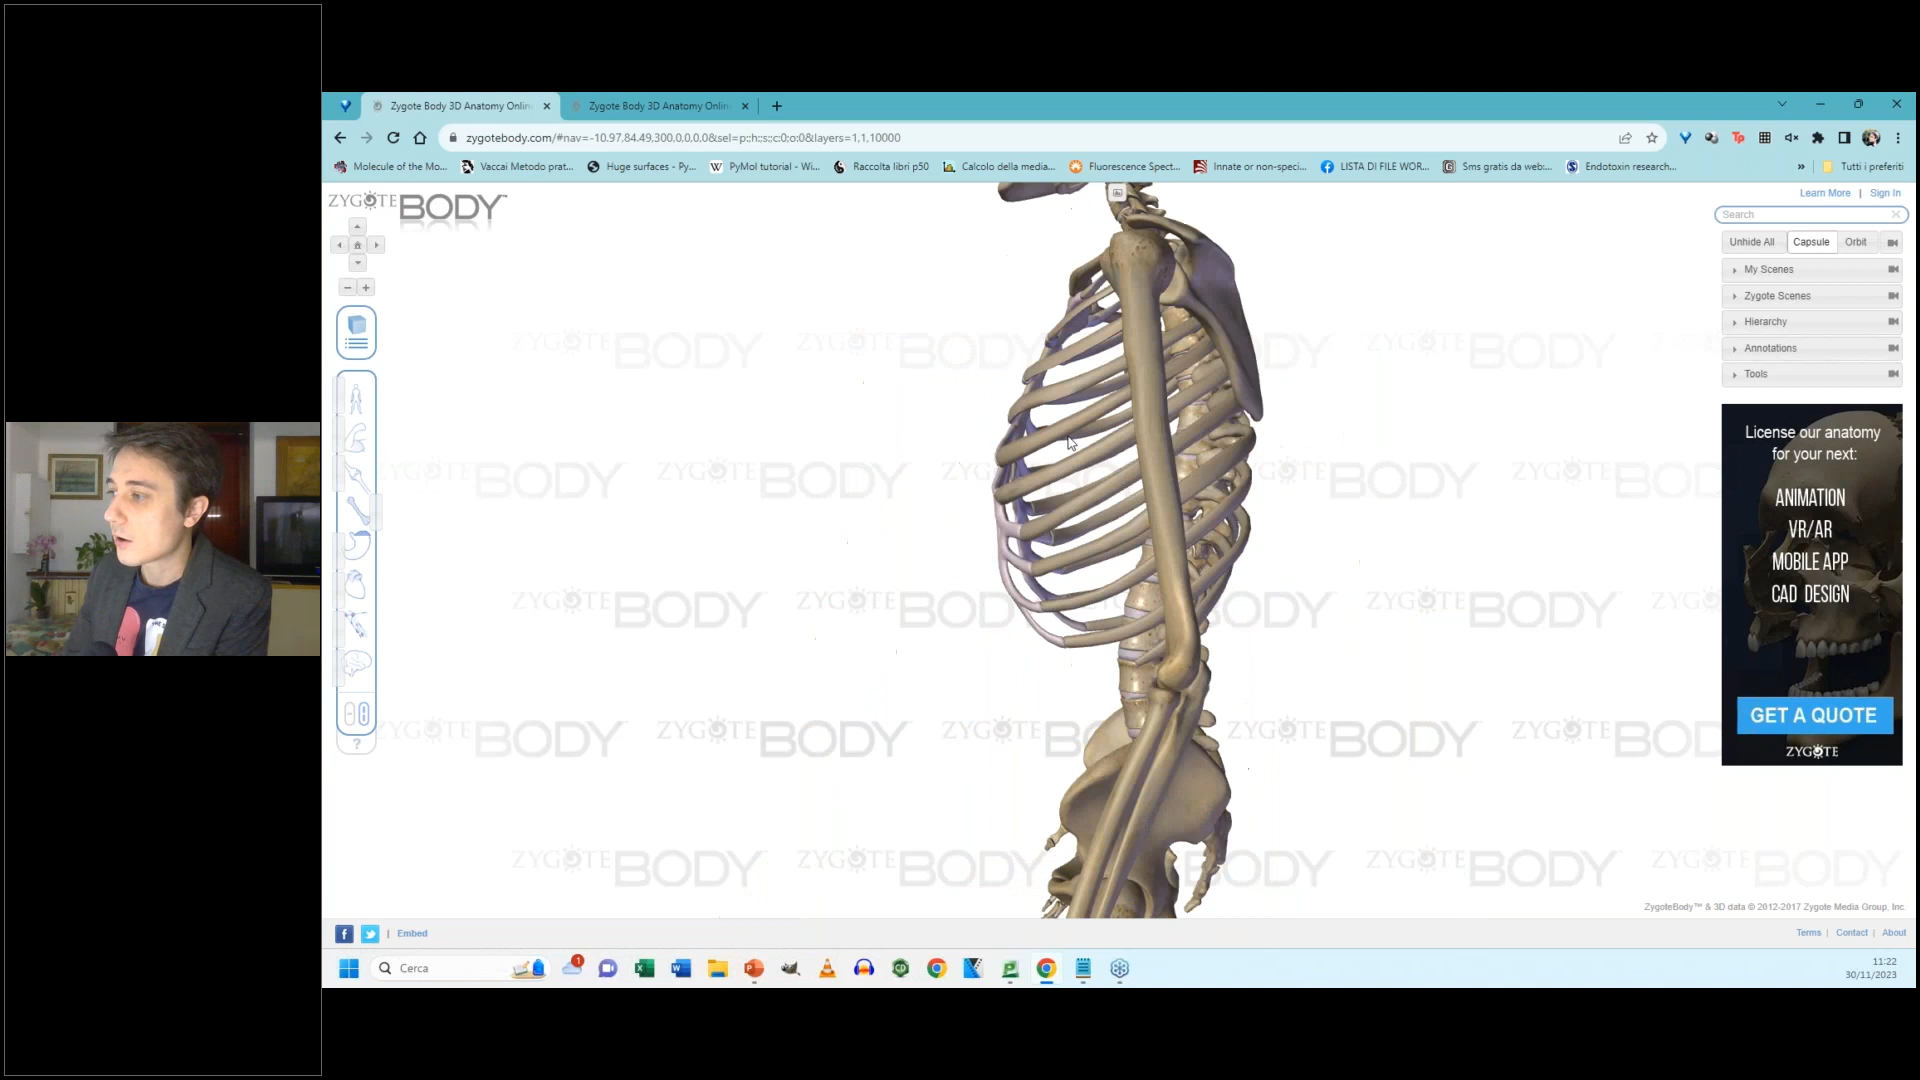 Zygote Body 3D Anatomy Onlin
Zygote Body 3D Anatomy Onlin
zygotebody.com/#nav=-10.97,84.49,300,0,0,0,0&sel=p:;h:;s:;c:0;o:0&layers=1,1,10000
Molecule of the Mo...
Vaccai Metodo prat...
Huge surfaces - Py...
PyMol tutorial - Wi...
Raccolta libri p50
Calcolo della media...
Fluorescence Spect...
Innate or non-speci...
LISTA DI FILE WOR...
Sms gratis da web:...
Endotoxin research...
»
Tutti i preferiti
ZYGOTE BODY™
Learn More | Sign In
Search
Unhide All
Capsule
Orbit
My Scenes
Zygote Scenes
Hierarchy
Annotations
Tools
License our anatomy
for your next:
ANIMATION
VR/AR
MOBILE APP
CAD DESIGN
GET A QUOTE
ZYGOTE
ZYGOTE BODY
ZygoteBody™ & 3D data © 2012-2017 Zygote Media Group, Inc.
| Embed
Terms | Contact | About
Cerca
1
11:22
30/11/2023